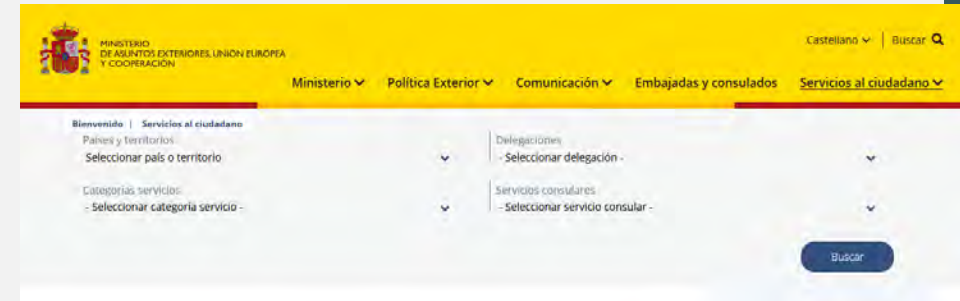 MINISTERIO
DE ASUNTOS EXTERIORES, UNIÓN EUROPEA
Y COOPERACIÓN
Castellano | Buscar
Ministerio Política Exterior Comunicación Embajadas y consulados Servicios al ciudadano
Bienvenido | Servicios al ciudadano
Países y territorios
Seleccionar país o territorio
Delegaciones
- Seleccionar delegación -
Categorías servicios
- Seleccionar categoría servicio -
Servicios consulares
- Seleccionar servicio consular -
Buscar